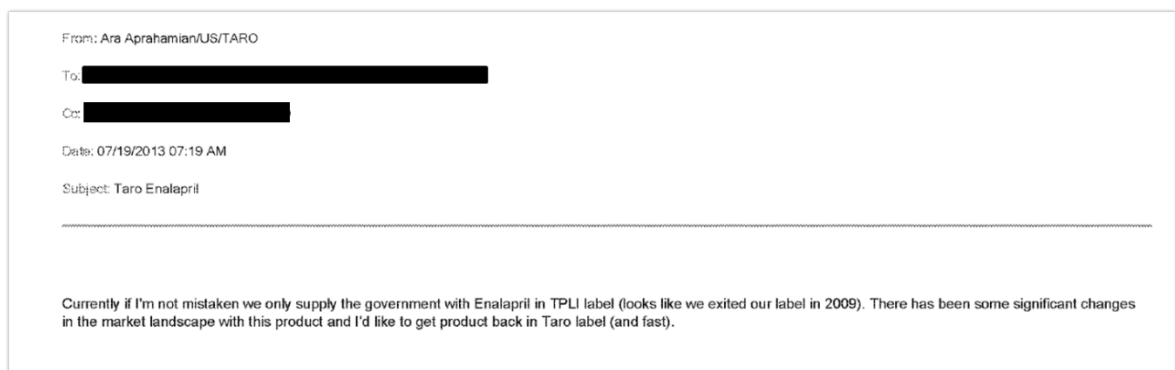 From: Ara Aprahamian/US/TARO
To:
Cc:
Date: 07/19/2013 07:19 AM
Subject: Taro Enalapril
Currently if I'm not mistaken we only supply the government with Enalapril in TPLI label (looks like we exited our label in 2009). There has been some significant changes
in the market landscape with this product and I'd like to get product back in Taro label (and fast).